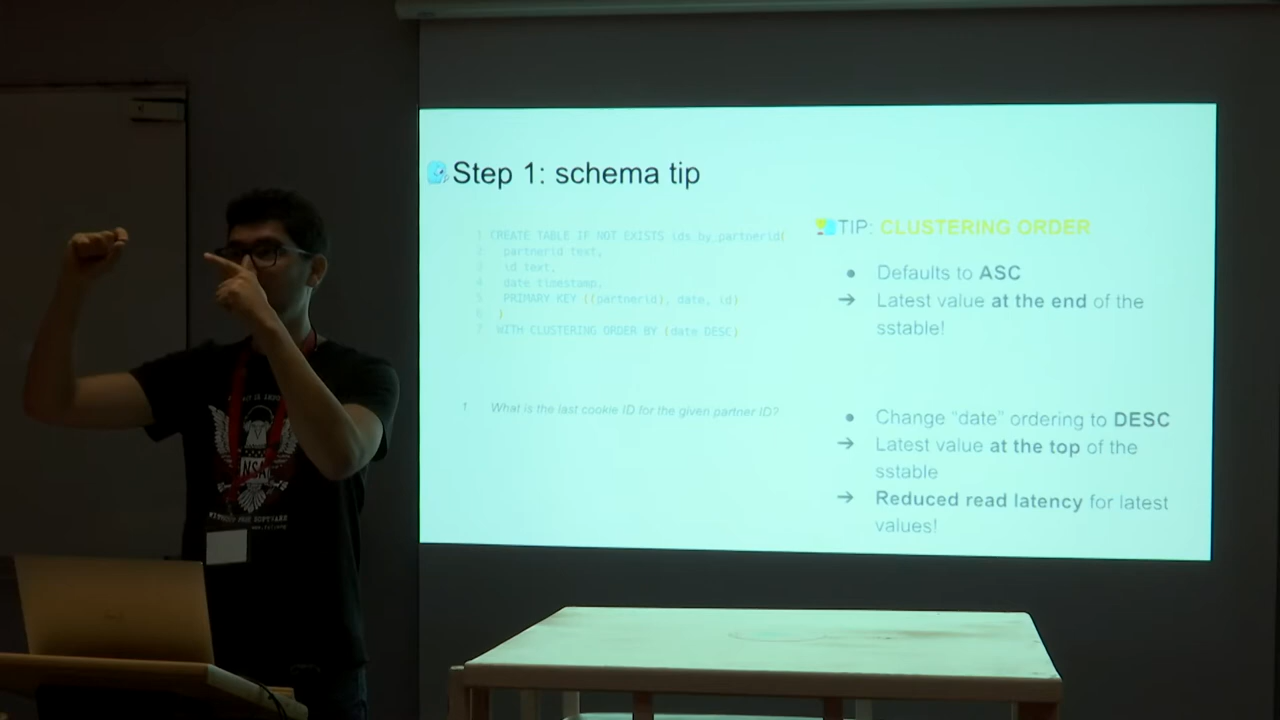 Step 1: schema tip
1 CREATE TABLE IF NOT EXISTS ids_by_partnerid(
2 partnerid text,
3 id text,
4 date timestamp,
5 PRIMARY KEY ((partnerid), date, id)
6 )
7 WITH CLUSTERING ORDER BY (date DESC)
1 What is the last cookie ID for the given partner ID?
TIP: CLUSTERING ORDER
● Defaults to ASC
→ Latest value at the end of the
sstable!
● Change “date” ordering to DESC
→ Latest value at the top of the
sstable
→ Reduced read latency for latest
values!
NSA